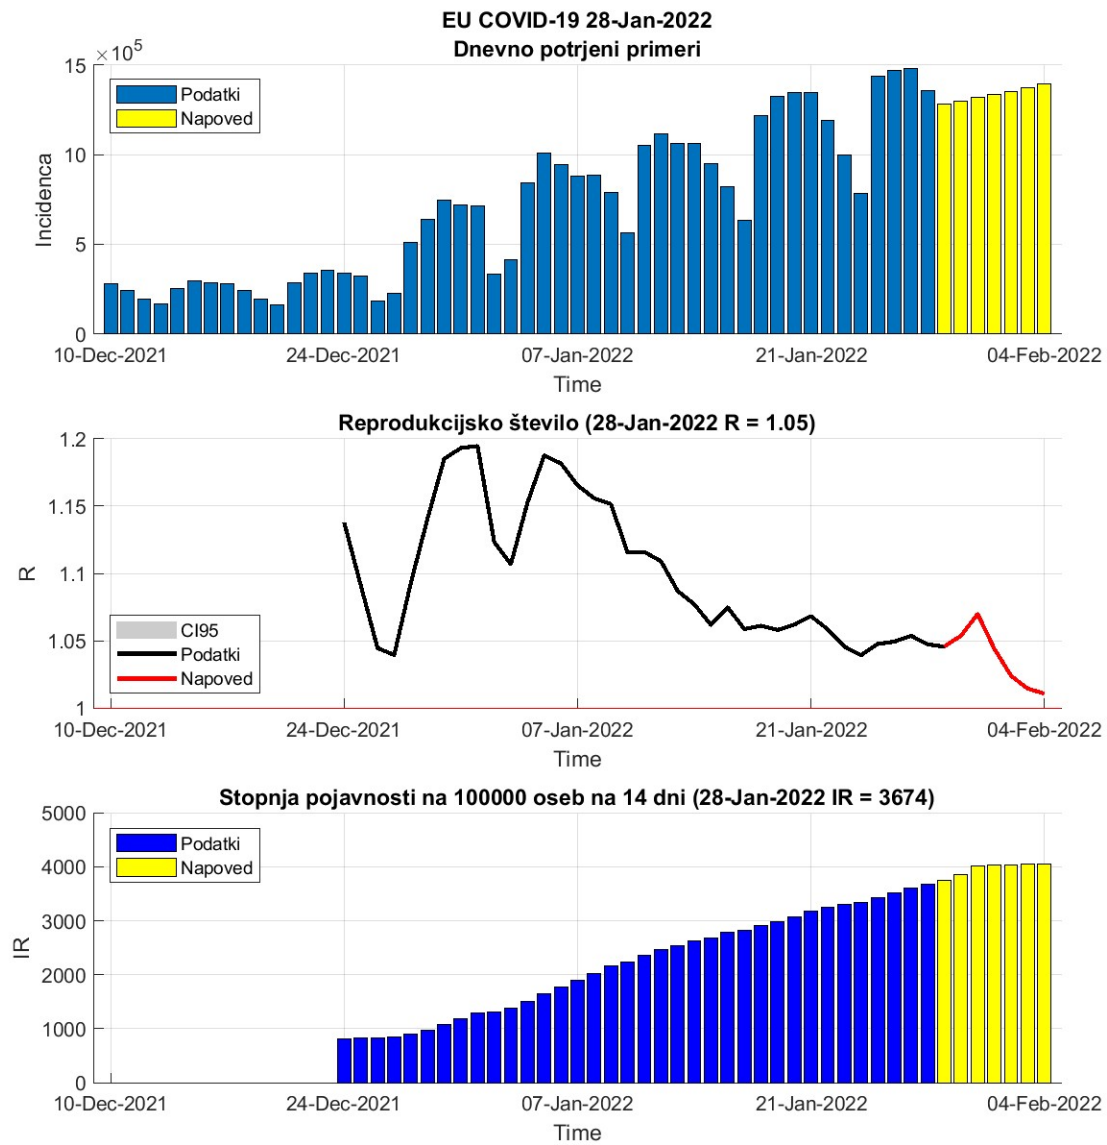 EU COVID-19 28-Jan-2022
Dnevno potrjeni primeri
×10⁵
15
10
5
0
Incidenca
Podatki
Napoved
10-Dec-2021 24-Dec-2021 07-Jan-2022 21-Jan-2022 04-Feb-2022
Time
Reprodukcijsko število (28-Jan-2022 R = 1.05)
1.2
1.15
1.1
1.05
1
R
CI95
Podatki
Napoved
10-Dec-2021 24-Dec-2021 07-Jan-2022 21-Jan-2022 04-Feb-2022
Time
Stopnja pojavnosti na 100000 oseb na 14 dni (28-Jan-2022 IR = 3674)
5000
4000
3000
2000
1000
0
IR
Podatki
Napoved
10-Dec-2021 24-Dec-2021 07-Jan-2022 21-Jan-2022 04-Feb-2022
Time